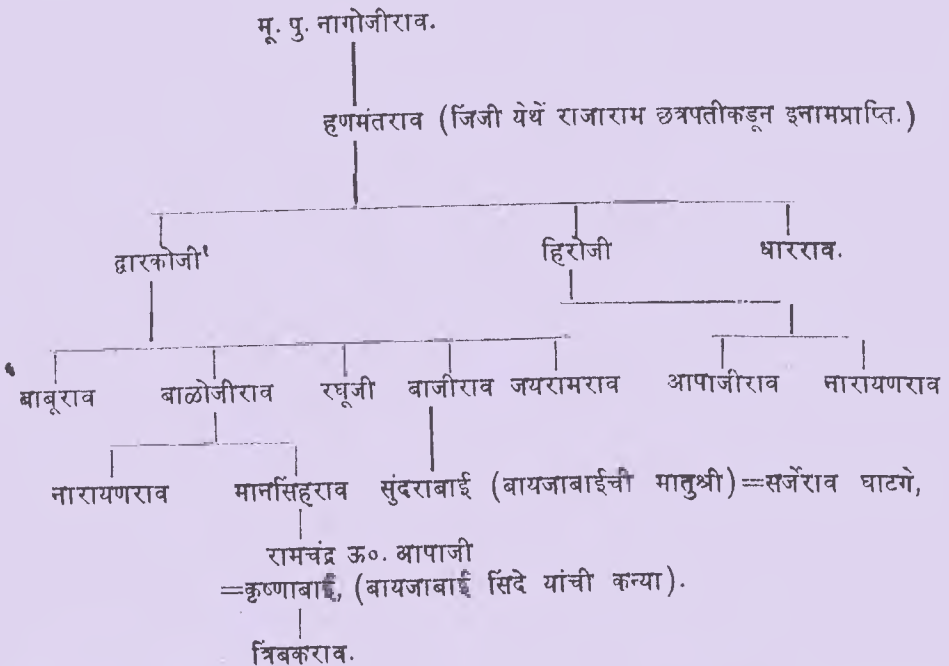 मू. पु. नागोजीराव.
हणमंतराव (जिंजी येथें राजाराम छत्रपतीकडून इनामप्राप्ति.)
द्वारकोजी¹ हिरोजी धारराव.
बाबूराव बाळोजीराव रघूजी बाजीराव जयरामराव आपाजीराव नारायणराव
नारायणराव मानसिंहराव सुंदराबाई (बायजाबाईची मातुश्री)=सर्जेराव घाटगे,
रामचंद्र ऊ०. आपाजी
=कृष्णाबाई, (बायजाबाई सिंदे यांची कन्या).
त्रिंबकराव.